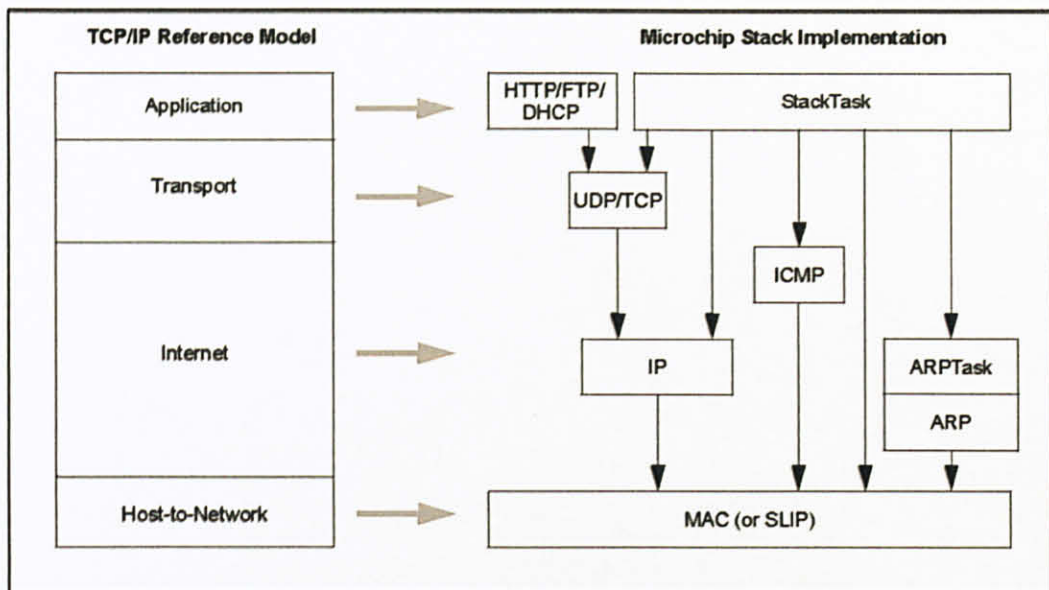 TCP/IP Reference Model
Microchip Stack Implementation
Application
HTTP/FTP/
DHCP
StackTask
Transport
UDP/TCP
ICMP
Internet
IP
ARPTask
ARP
Host-to-Network
MAC (or SLIP)